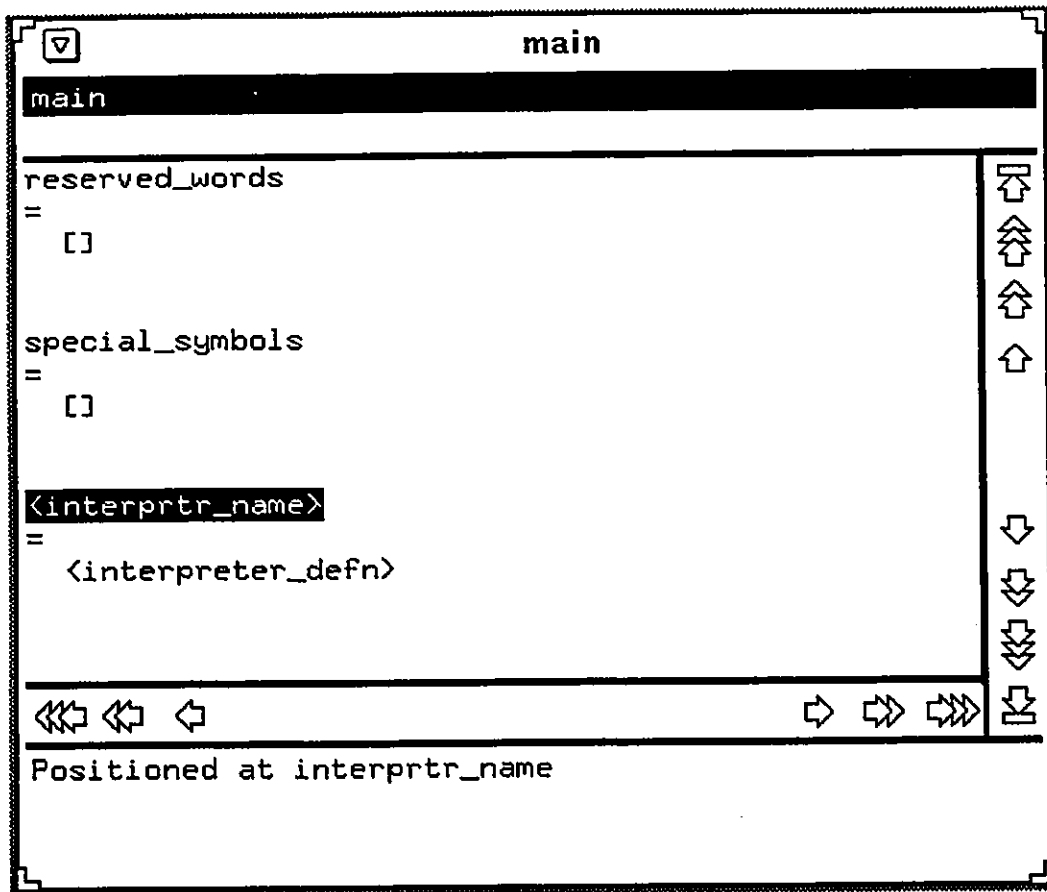 main
main
reserved_words
=
[]
special_symbols
=
[]
<interprtr_name>
=
<interpreter_defn>
Positioned at interprtr_name